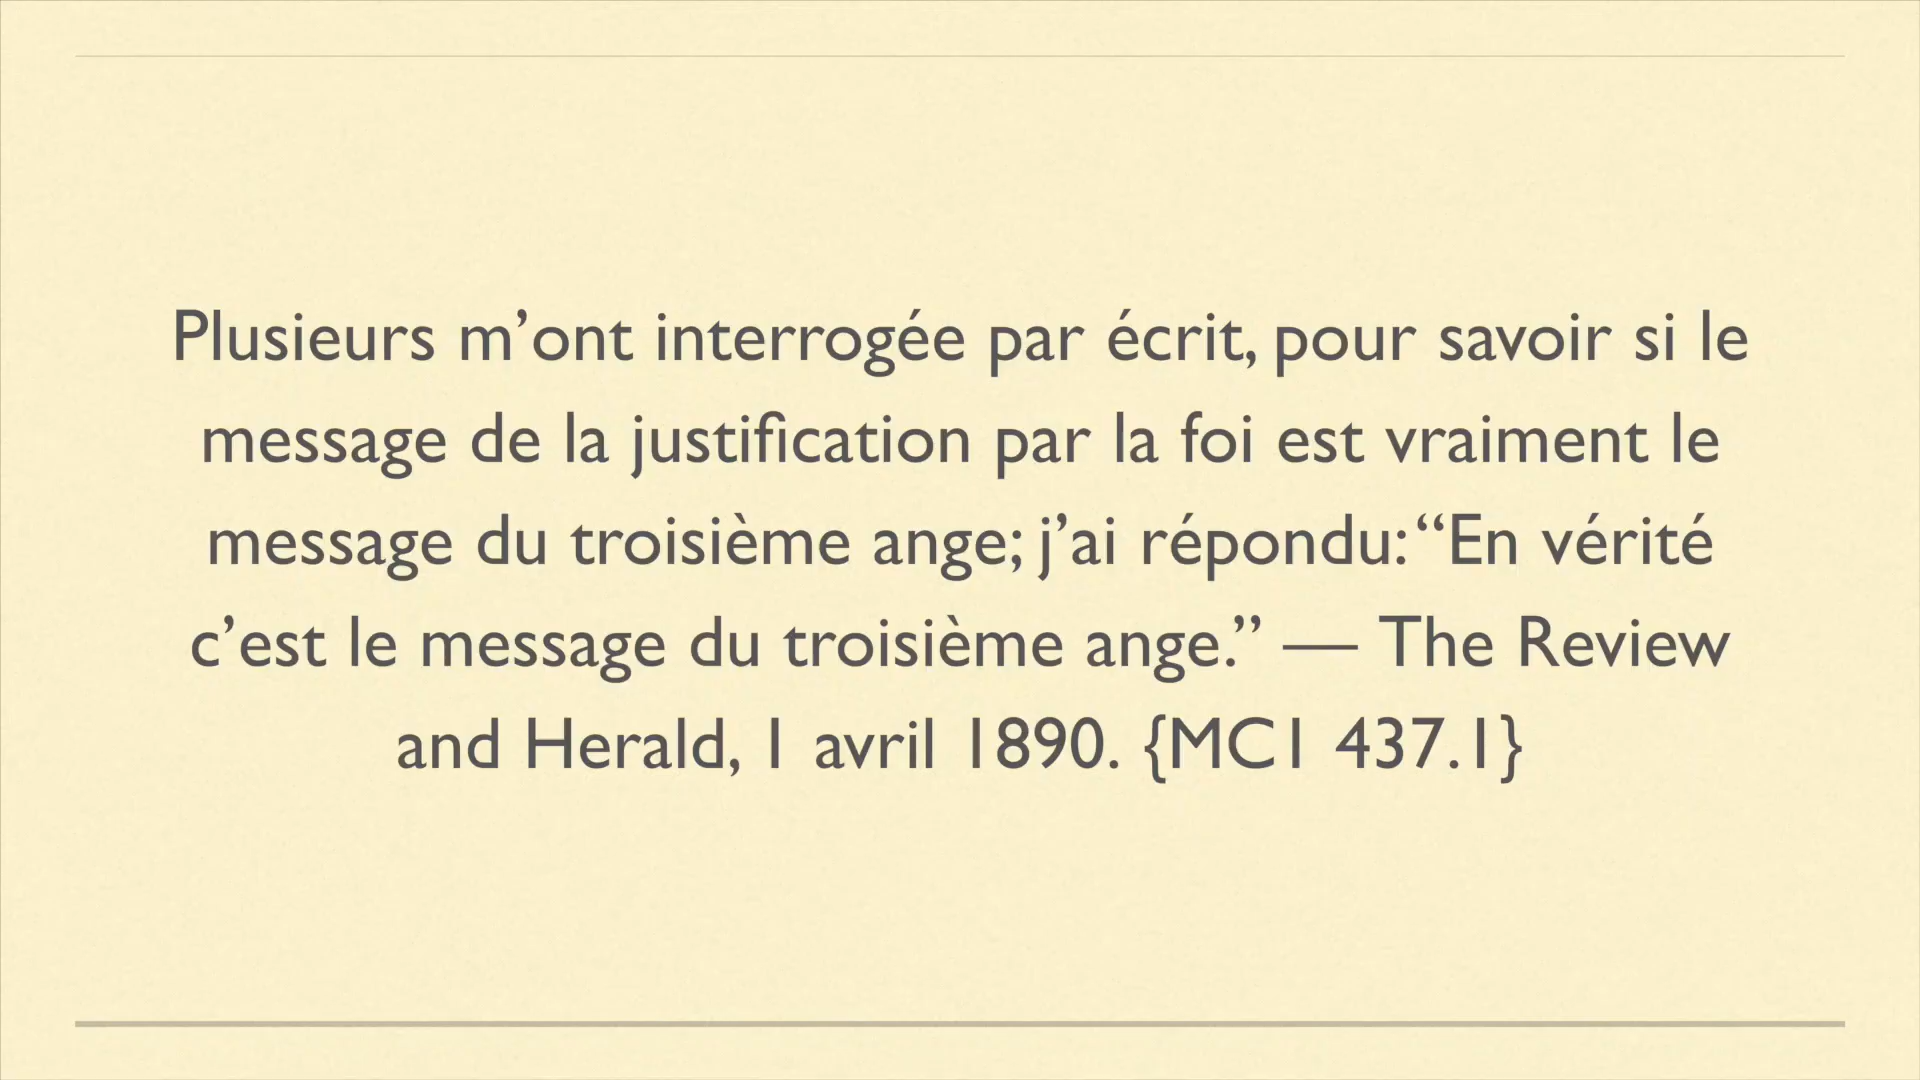 Plusieurs m’ont interrogée par écrit, pour savoir si le
message de la justification par la foi est vraiment le
message du troisième ange; j’ai répondu: “En vérité
c’est le message du troisième ange.” — The Review
and Herald, 1 avril 1890. {MC1 437.1}